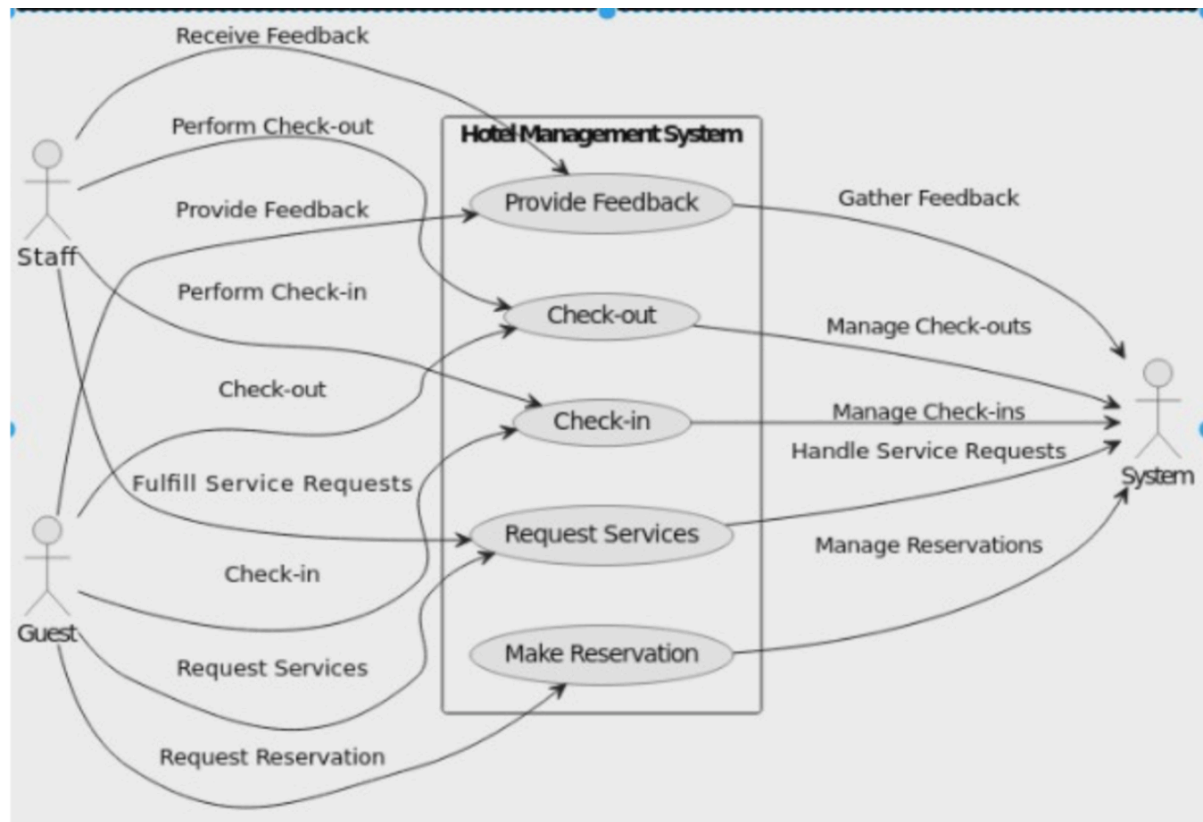 Receive Feedback
Perform Check-out
Hotel Management System
Provide Feedback
Gather Feedback
Provide Feedback
Staff
Perform Check-in
Check-out
Manage Check-outs
Check-out
Check-in
Manage Check-ins
Handle Service Requests
System
Fulfill Service Requests
Request Services
Manage Reservations
Check-in
Guest
Make Reservation
Request Services
Request Reservation